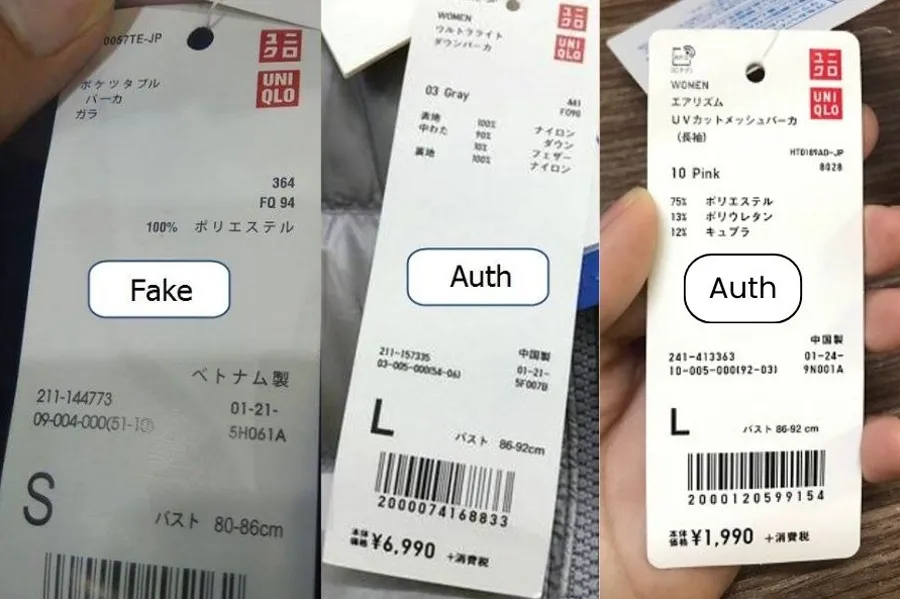 0057TE-JP
ユニ
クロ
UNI
QLO
ポケツタブル
パーカ
ガラ
364
FQ 94
100% ポリエステル
Fake
ベトナム製
211-144773
01-21-
09-004-000(51-10)
5H061A
S
バスト 80-86cm
WOMEN
ウルトラライト
ダウンパーカ
ユニ
クロ
UNI
QLO
03 Gray
441
表地 100% ナイロン
中わた 90% ダウン
10% フェザー
裏地 100% ナイロン
Auth
中国製
211-157335
01-21-
03-005-000(54-06)
5F007B
L
バスト 86-92cm
2000074168833
本体
価格 ¥6,990 +消費税
WOMEN
エアリズム
UVカットメッシュパーカ
(長袖)
ユニ
クロ
UNI
QLO
HTD189AD-JP
8028
10 Pink
75% ポリエステル
13% ポリウレタン
12% キュプラ
Auth
中国製
241-413363
01-24-
10-005-000(92-03)
9N001A
L
バスト 86-92 cm
2000120599154
本体
価格 ¥1,990 +消費税